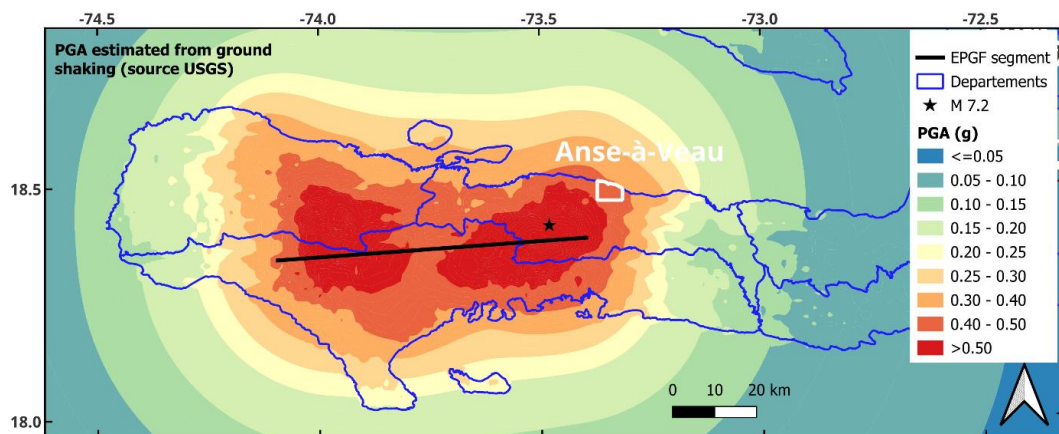 -74.5 -74.0 -73.5 -73.0 -72.5
PGA estimated from ground
shaking (source USGS)
EPGF segment
Departements
M 7.2
PGA (g)
<=0.05
0.05 - 0.10
0.10 - 0.15
0.15 - 0.20
0.20 - 0.25
0.25 - 0.30
0.30 - 0.40
0.40 - 0.50
>0.50
Anse-à-Veau
18.5
18.0
0 10 20 km